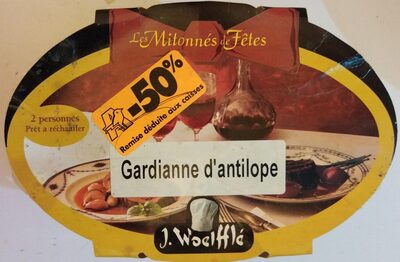 Les Mitonnés de Fêtes
-50%
Remise déduite aux caisses
2 personnes
Prêt à réchauffer
Gardianne d'antilope
J. Woelfflé